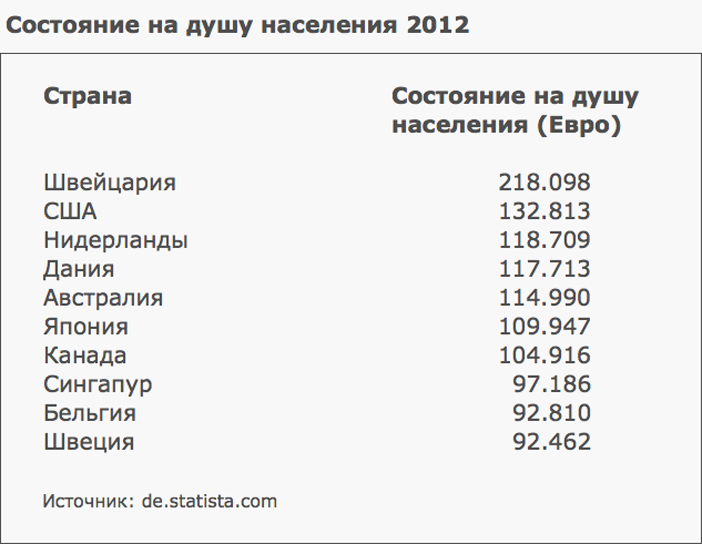 Состояние на душу населения 2012
Страна Состояние на душу населения (Евро)
Швейцария 218.098
США 132.813
Нидерланды 118.709
Дания 117.713
Австралия 114.990
Япония 109.947
Канада 104.916
Сингапур 97.186
Бельгия 92.810
Швеция 92.462
Источник: de.statista.com